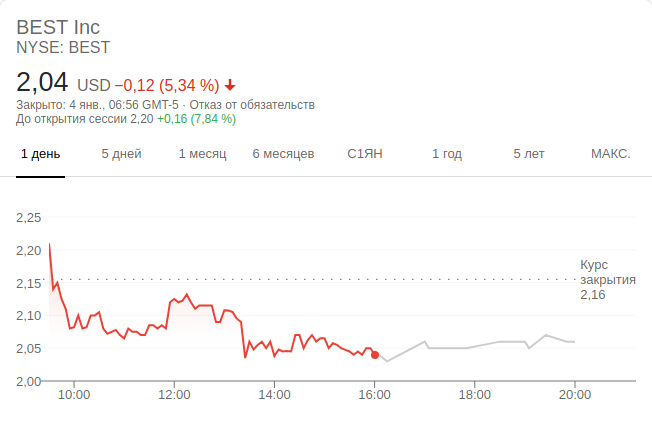 BEST Inc
NYSE: BEST
2,04 USD −0,12 (5,34 %)
Закрыто: 4 янв., 06:56 GMT-5 · Отказ от обязательств
До открытия сессии 2,20 +0,16 (7,84 %)
1 день 5 дней 1 месяц 6 месяцев С1ЯН 1 год 5 лет МАКС.
2,25
2,20
Курс
закрытия
2,15
2,16
2,10
2,05
2,00
10:00 12:00 14:00 16:00 18:00 20:00